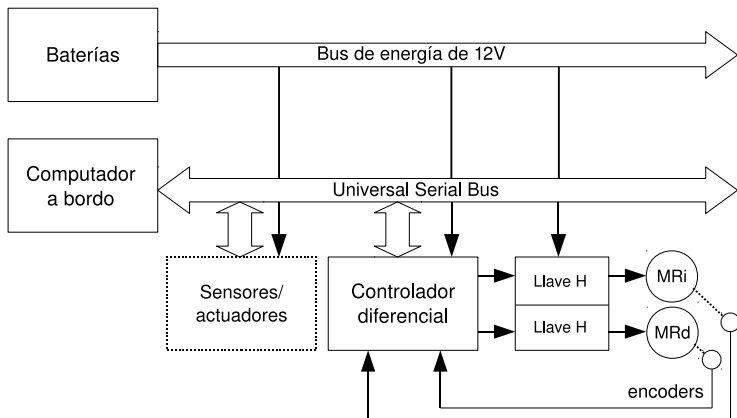 Baterías
Bus de energía de 12V
Computador
a bordo
Universal Serial Bus
Sensores/
actuadores
Controlador
diferencial
Llave H
Llave H
MRi
MRd
encoders